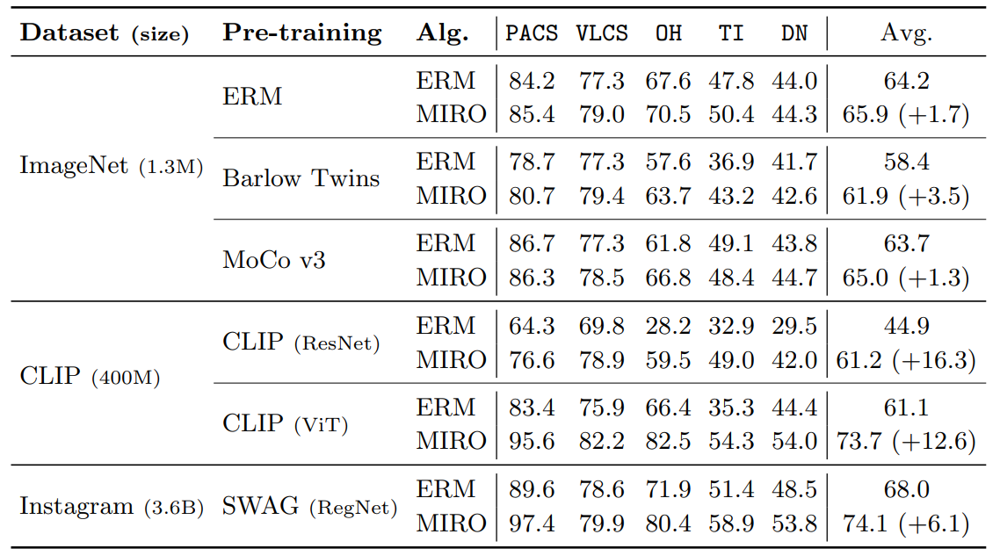 Dataset (size) Pre-training Alg. PACS VLCS OH TI DN Avg.
ImageNet (1.3M) ERM ERM 84.2 77.3 67.6 47.8 44.0 64.2
MIRO 85.4 79.0 70.5 50.4 44.3 65.9 (+1.7)
Barlow Twins ERM 78.7 77.3 57.6 36.9 41.7 58.4
MIRO 80.7 79.4 63.7 43.2 42.6 61.9 (+3.5)
MoCo v3 ERM 86.7 77.3 61.8 49.1 43.8 63.7
MIRO 86.3 78.5 66.8 48.4 44.7 65.0 (+1.3)
CLIP (400M) CLIP (ResNet) ERM 64.3 69.8 28.2 32.9 29.5 44.9
MIRO 76.6 78.9 59.5 49.0 42.0 61.2 (+16.3)
CLIP (ViT) ERM 83.4 75.9 66.4 35.3 44.4 61.1
MIRO 95.6 82.2 82.5 54.3 54.0 73.7 (+12.6)
Instagram (3.6B) SWAG (RegNet) ERM 89.6 78.6 71.9 51.4 48.5 68.0
MIRO 97.4 79.9 80.4 58.9 53.8 74.1 (+6.1)